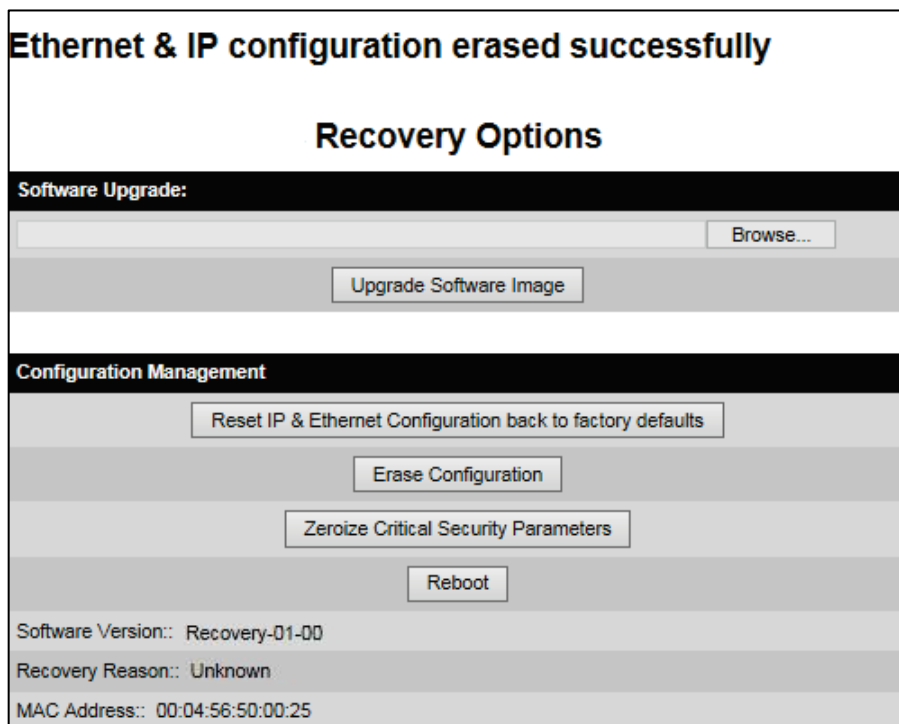 Ethernet & IP configuration erased successfully
Recovery Options
Software Upgrade:
Browse...
Upgrade Software Image
Configuration Management
Reset IP & Ethernet Configuration back to factory defaults
Erase Configuration
Zeroize Critical Security Parameters
Reboot
Software Version:: Recovery-01-00
Recovery Reason:: Unknown
MAC Address:: 00:04:56:50:00:25